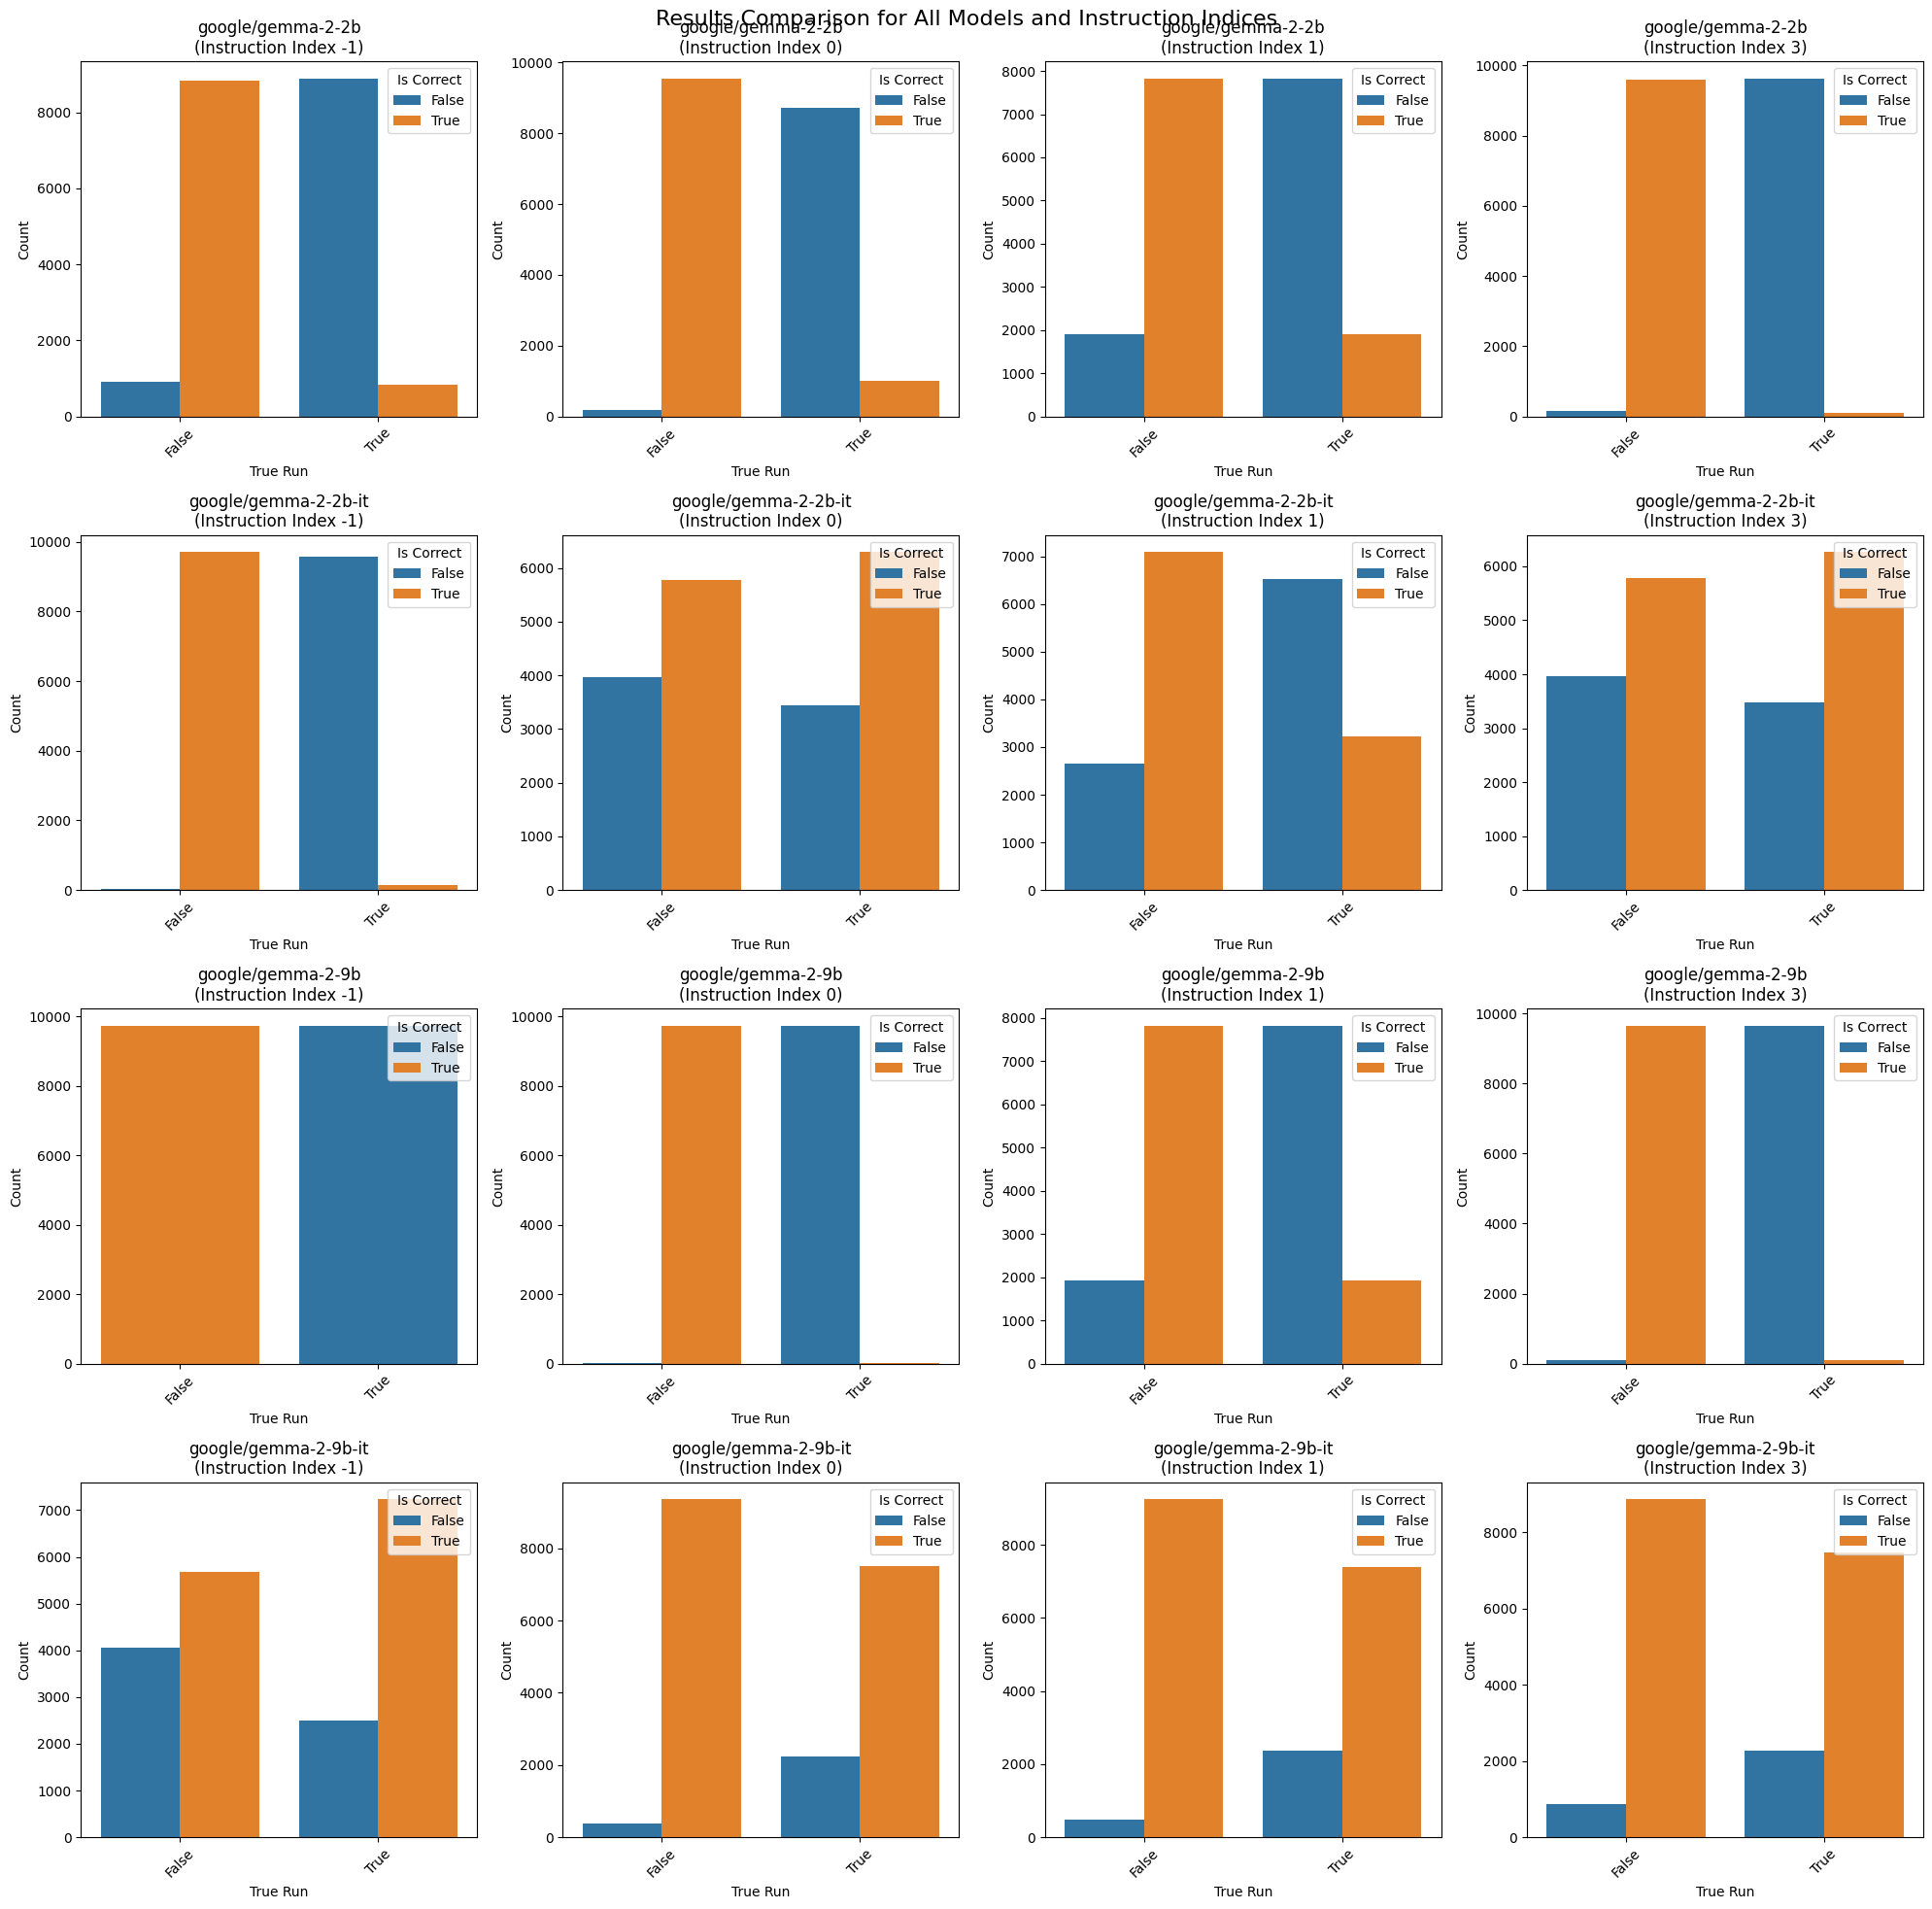 Results Comparison for All Models and Instruction Indices
google/gemma-2-2b
(Instruction Index -1)
Is Correct
False
True
8000
6000
4000
2000
0
Count
False
True
True Run
google/gemma-2-2b
(Instruction Index 0)
Is Correct
False
True
10000
8000
6000
4000
2000
0
Count
False
True
True Run
google/gemma-2-2b
(Instruction Index 1)
Is Correct
False
True
8000
7000
6000
5000
4000
3000
2000
1000
0
Count
False
True
True Run
google/gemma-2-2b
(Instruction Index 3)
Is Correct
False
True
10000
8000
6000
4000
2000
0
Count
False
True
True Run
google/gemma-2-2b-it
(Instruction Index -1)
Is Correct
False
True
10000
8000
6000
4000
2000
0
Count
False
True
True Run
google/gemma-2-2b-it
(Instruction Index 0)
Is Correct
False
True
6000
5000
4000
3000
2000
1000
0
Count
False
True
True Run
google/gemma-2-2b-it
(Instruction Index 1)
Is Correct
False
True
7000
6000
5000
4000
3000
2000
1000
0
Count
False
True
True Run
google/gemma-2-2b-it
(Instruction Index 3)
Is Correct
False
True
6000
5000
4000
3000
2000
1000
0
Count
False
True
True Run
google/gemma-2-9b
(Instruction Index -1)
Is Correct
False
True
10000
8000
6000
4000
2000
0
Count
False
True
True Run
google/gemma-2-9b
(Instruction Index 0)
Is Correct
False
True
10000
8000
6000
4000
2000
0
Count
False
True
True Run
google/gemma-2-9b
(Instruction Index 1)
Is Correct
False
True
8000
7000
6000
5000
4000
3000
2000
1000
0
Count
False
True
True Run
google/gemma-2-9b
(Instruction Index 3)
Is Correct
False
True
10000
8000
6000
4000
2000
0
Count
False
True
True Run
google/gemma-2-9b-it
(Instruction Index -1)
Is Correct
False
True
7000
6000
5000
4000
3000
2000
1000
0
Count
False
True
True Run
google/gemma-2-9b-it
(Instruction Index 0)
Is Correct
False
True
8000
6000
4000
2000
0
Count
False
True
True Run
google/gemma-2-9b-it
(Instruction Index 1)
Is Correct
False
True
8000
6000
4000
2000
0
Count
False
True
True Run
google/gemma-2-9b-it
(Instruction Index 3)
Is Correct
False
True
8000
6000
4000
2000
0
Count
False
True
True Run